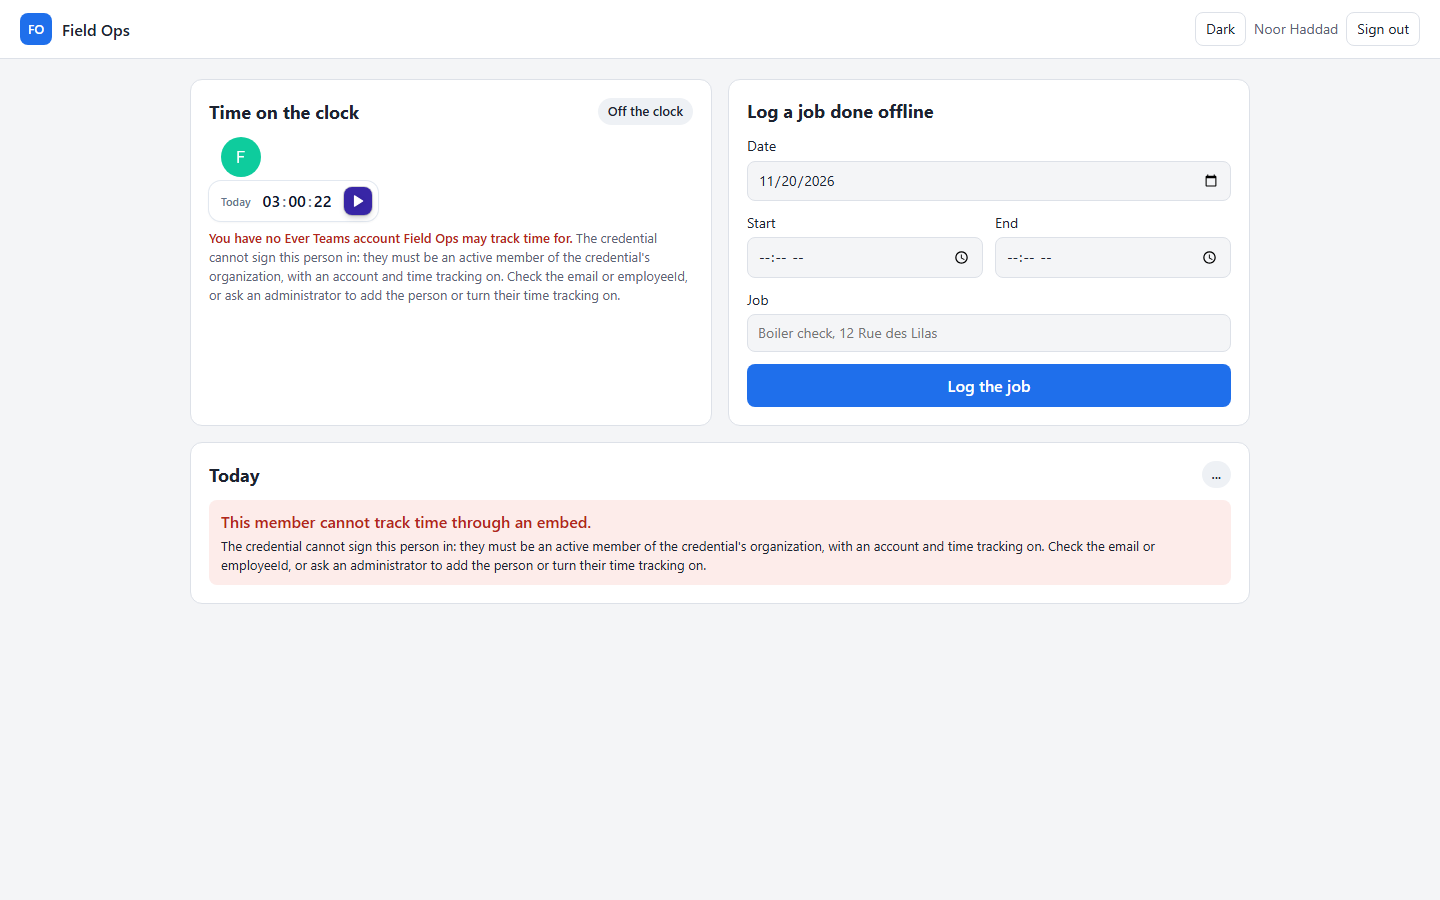 FO
Field Ops
Dark
Noor Haddad
Sign out
Time on the clock
Off the clock
F
Today 03:00:22
You have no Ever Teams account Field Ops may track time for. The credential
cannot sign this person in: they must be an active member of the credential's
organization, with an account and time tracking on. Check the email or employeeId,
or ask an administrator to add the person or turn their time tracking on.
Log a job done offline
Date
11/20/2026
Start
End
--:-- --
--:-- --
Job
Boiler check, 12 Rue des Lilas
Log the job
Today
...
This member cannot track time through an embed.
The credential cannot sign this person in: they must be an active member of the credential's organization, with an account and time tracking on. Check the email or
employeeId, or ask an administrator to add the person or turn their time tracking on.